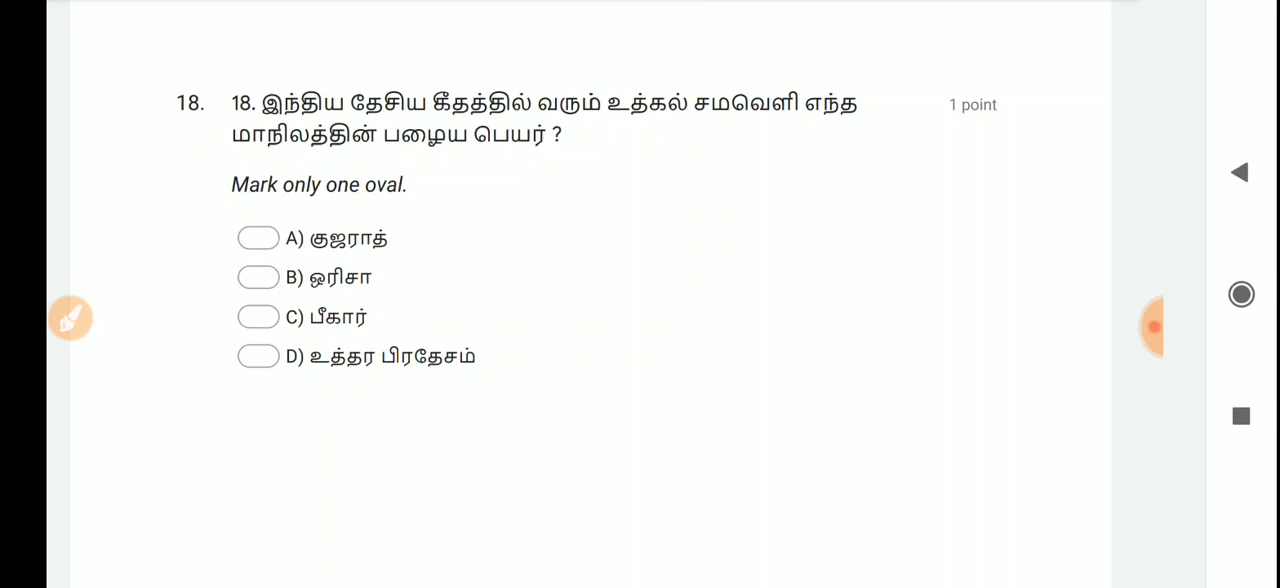 18. 18. இந்திய தேசிய கீதத்தில் வரும் உத்கல் சமவெளி எந்த 1 point
மாநிலத்தின் பழைய பெயர் ?
Mark only one oval.
A) குஜராத்
B) ஒரிசா
C) பீகார்
D) உத்தர பிரதேசம்